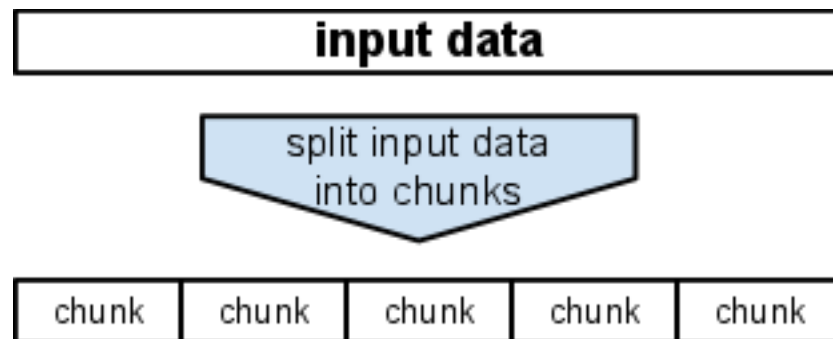 input data
split input data
into chunks
chunk chunk chunk chunk chunk